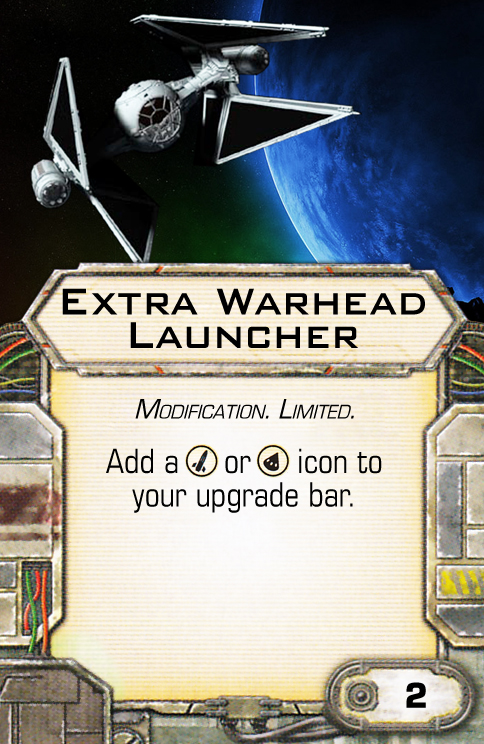 Extra Warhead
Launcher
Modification. Limited.
Add a or icon to
your upgrade bar.
2